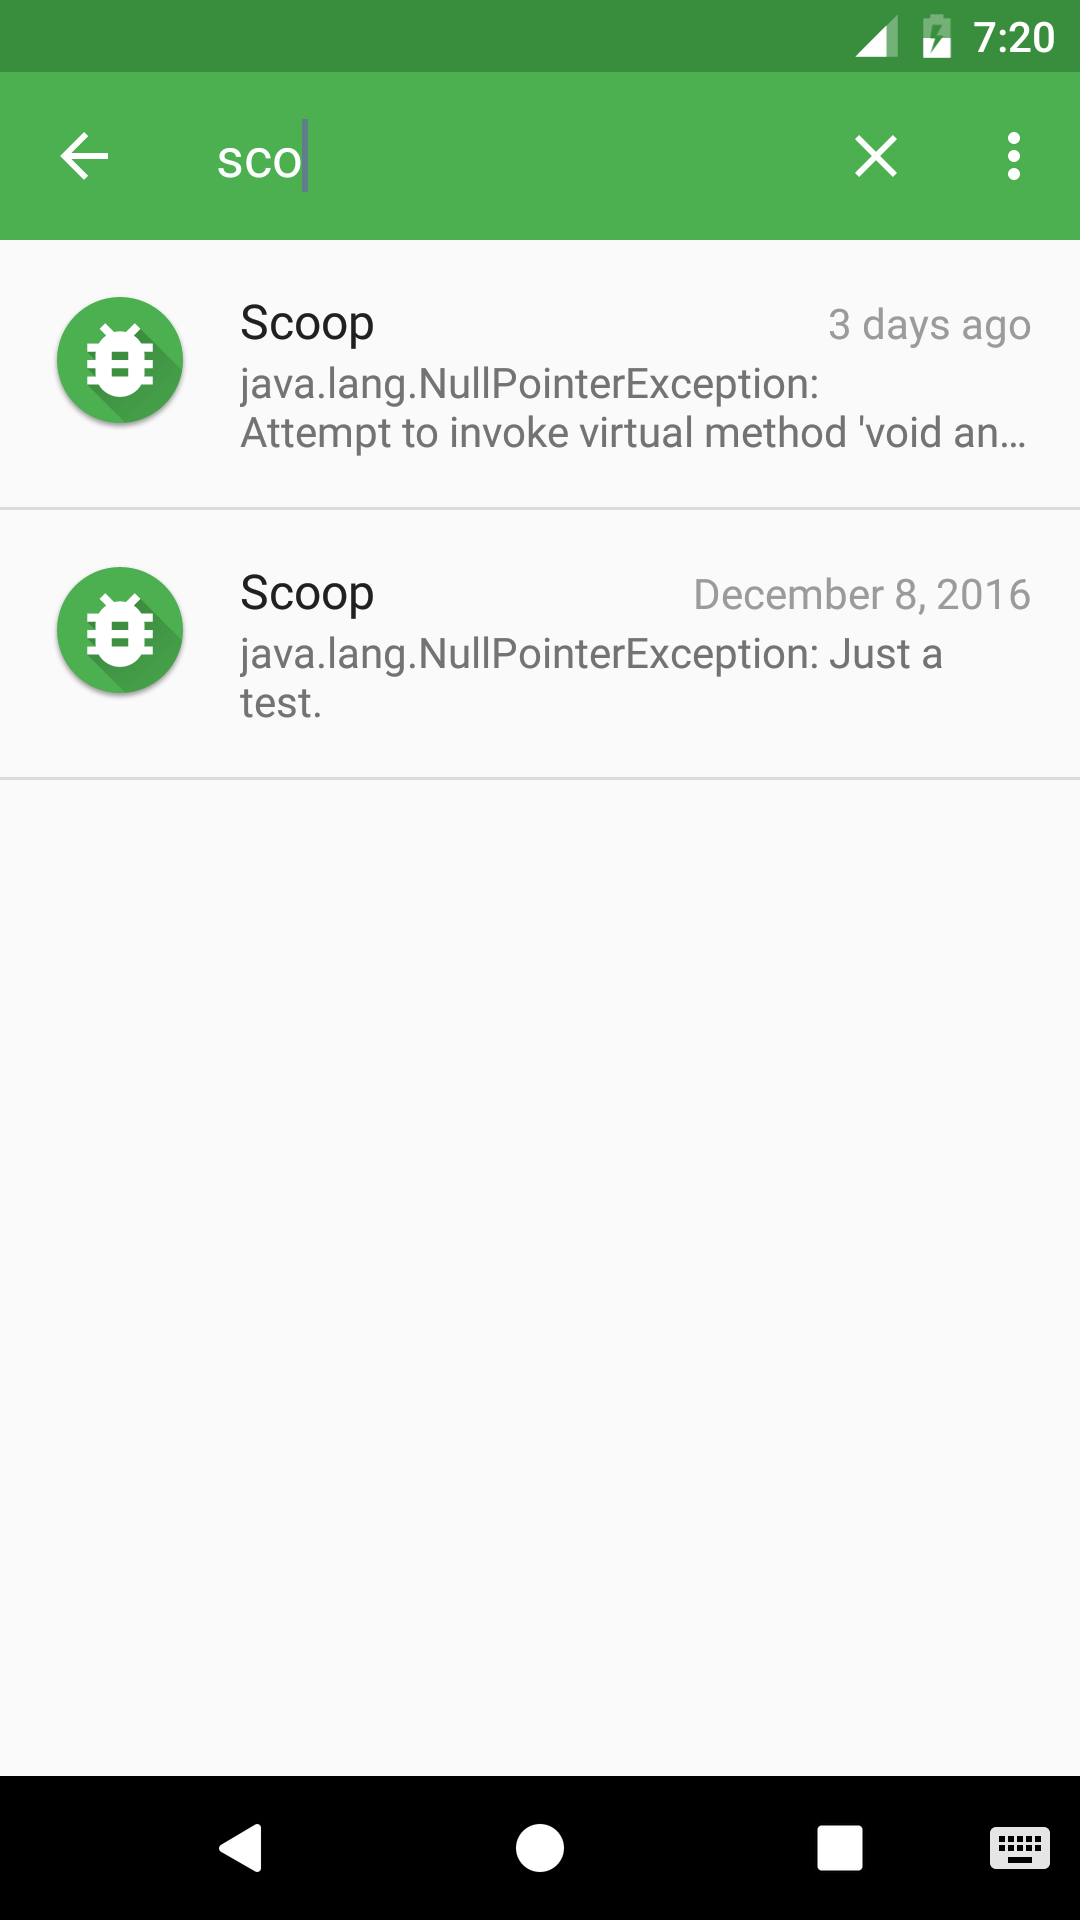 7:20
sco
Scoop 3 days ago
java.lang.NullPointerException:
Attempt to invoke virtual method 'void an...
Scoop December 8, 2016
java.lang.NullPointerException: Just a
test.